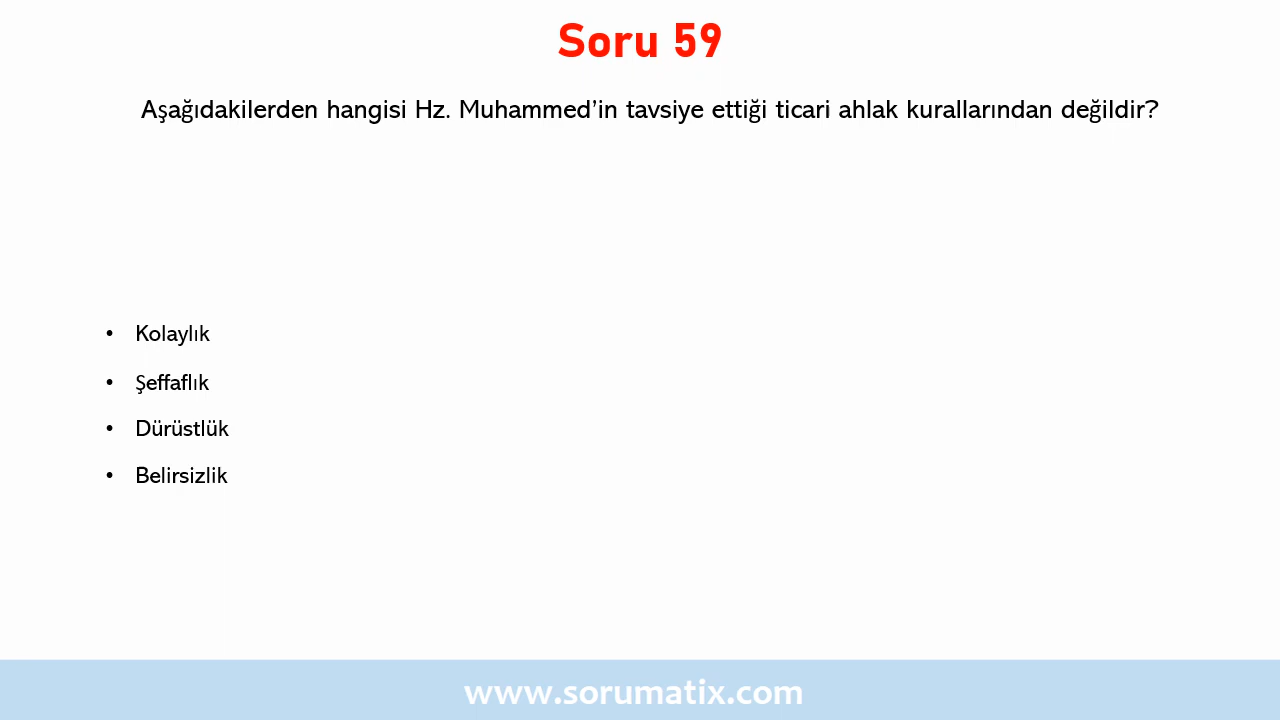 Soru 59
Aşağıdakilerden hangisi Hz. Muhammed’in tavsiye ettiği ticari ahlak kurallarından değildir?
• Kolaylık
• Şeffaflık
• Dürüstlük
• Belirsizlik
www.sorumatix.com